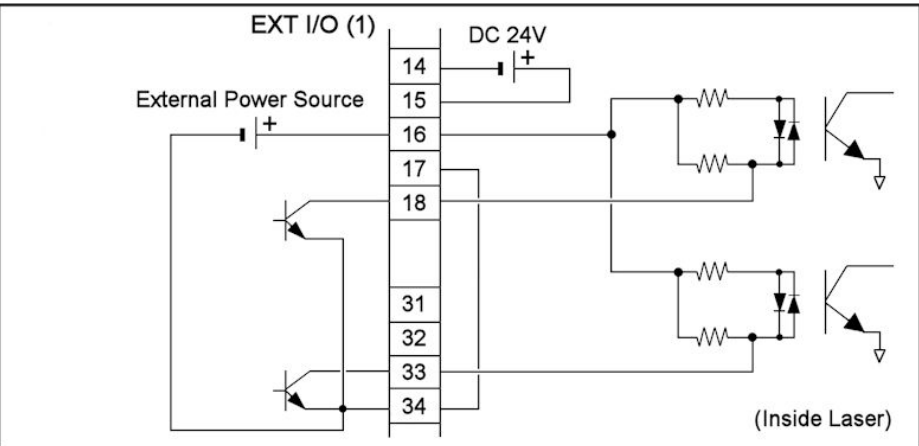 EXT I/O (1)
DC 24V
+
14
External Power Source
15
+
16
17
18
31
32
33
34
(Inside Laser)